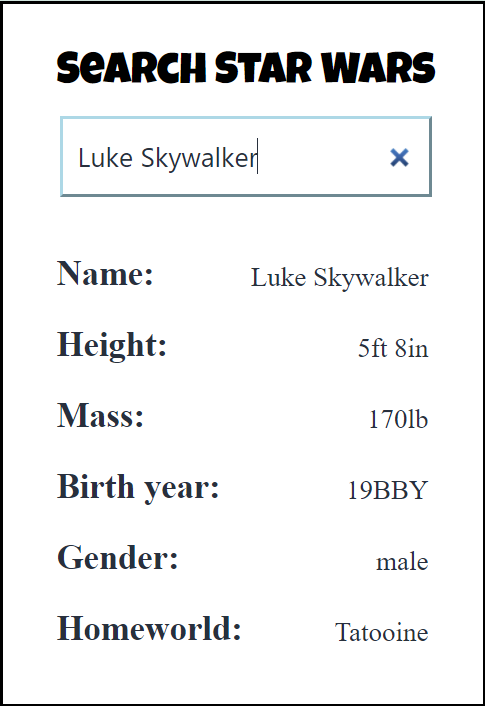 SEARCH STAR WARS
Luke Skywalker ×
Name: Luke Skywalker
Height: 5ft 8in
Mass: 170lb
Birth year: 19BBY
Gender: male
Homeworld: Tatooine